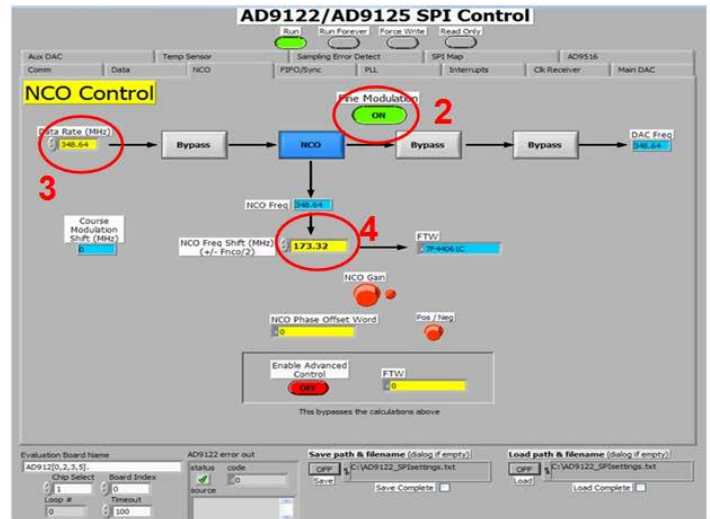 AD9122/AD9125 SPI Control
Run Run Forever Force Write Read Only
Aux DAC Temp Sensor Sampling Error Detect SPI Map AD9516
Comm Data NCO FIFO/Sync PLL Interrupts Clk Receiver Main DAC
NCO Control
Fine Modulation
ON
2
Data Rate (MHz)
348.64
Bypass
NCO
Bypass
Bypass
DAC Freq
348.64
3
NCO Freq 348.64
Course
Modulation
Shift (MHz)
0
NCO Freq Shift (MHz)
(+/- Fnco/2)
173.32
4
FTW
7F44061C
NCO Gain
NCO Phase Offset Word
0
Pos / Neg
Enable Advanced
Control
OFF
FTW
0
This bypasses the calculations above
Evaluation Board Name
AD912[0,2,3,5].
Chip Select Board Index
1 0
Loop # Timeout
0 100
AD9122 error out
status code
0
source
Save path & filename (dialog if empty)
OFF C:\AD9122_SPIsettings.txt
Save Save Complete
Load path & filename (dialog if empty)
OFF C:\AD9122_SPIsettings.txt
Load Load Complete